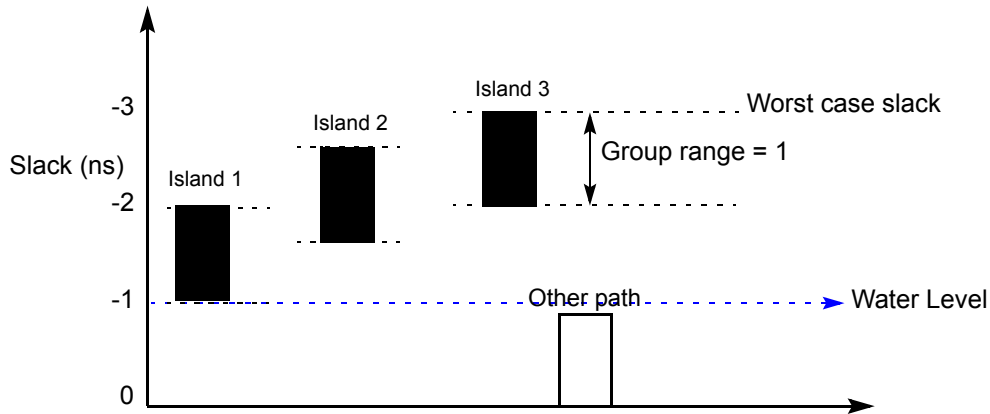 Island 3
-3
Worst case slack
Island 2
Group range = 1
Slack (ns)
Island 1
-2
-1
Other path
Water Level
0